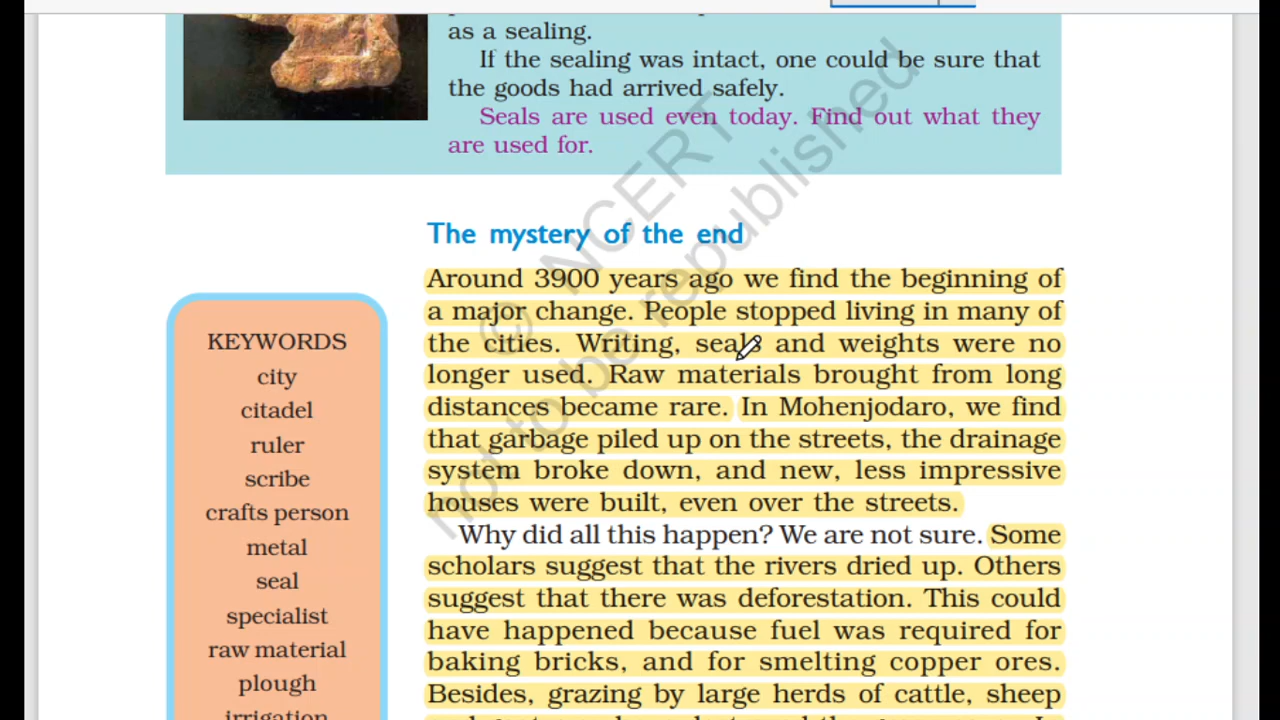 as a sealing.
If the sealing was intact, one could be sure that
the goods had arrived safely.
Seals are used even today. Find out what they
are used for.
The mystery of the end
Around 3900 years ago we find the beginning of
a major change. People stopped living in many of
the cities. Writing, seals and weights were no
longer used. Raw materials brought from long
distances became rare. In Mohenjodaro, we find
that garbage piled up on the streets, the drainage
system broke down, and new, less impressive
houses were built, even over the streets.
Why did all this happen? We are not sure. Some
scholars suggest that the rivers dried up. Others
suggest that there was deforestation. This could
have happened because fuel was required for
baking bricks, and for smelting copper ores.
Besides, grazing by large herds of cattle, sheep
KEYWORDS
city
citadel
ruler
scribe
crafts person
metal
seal
specialist
raw material
plough
irrigation
© NCERT
not to be republished